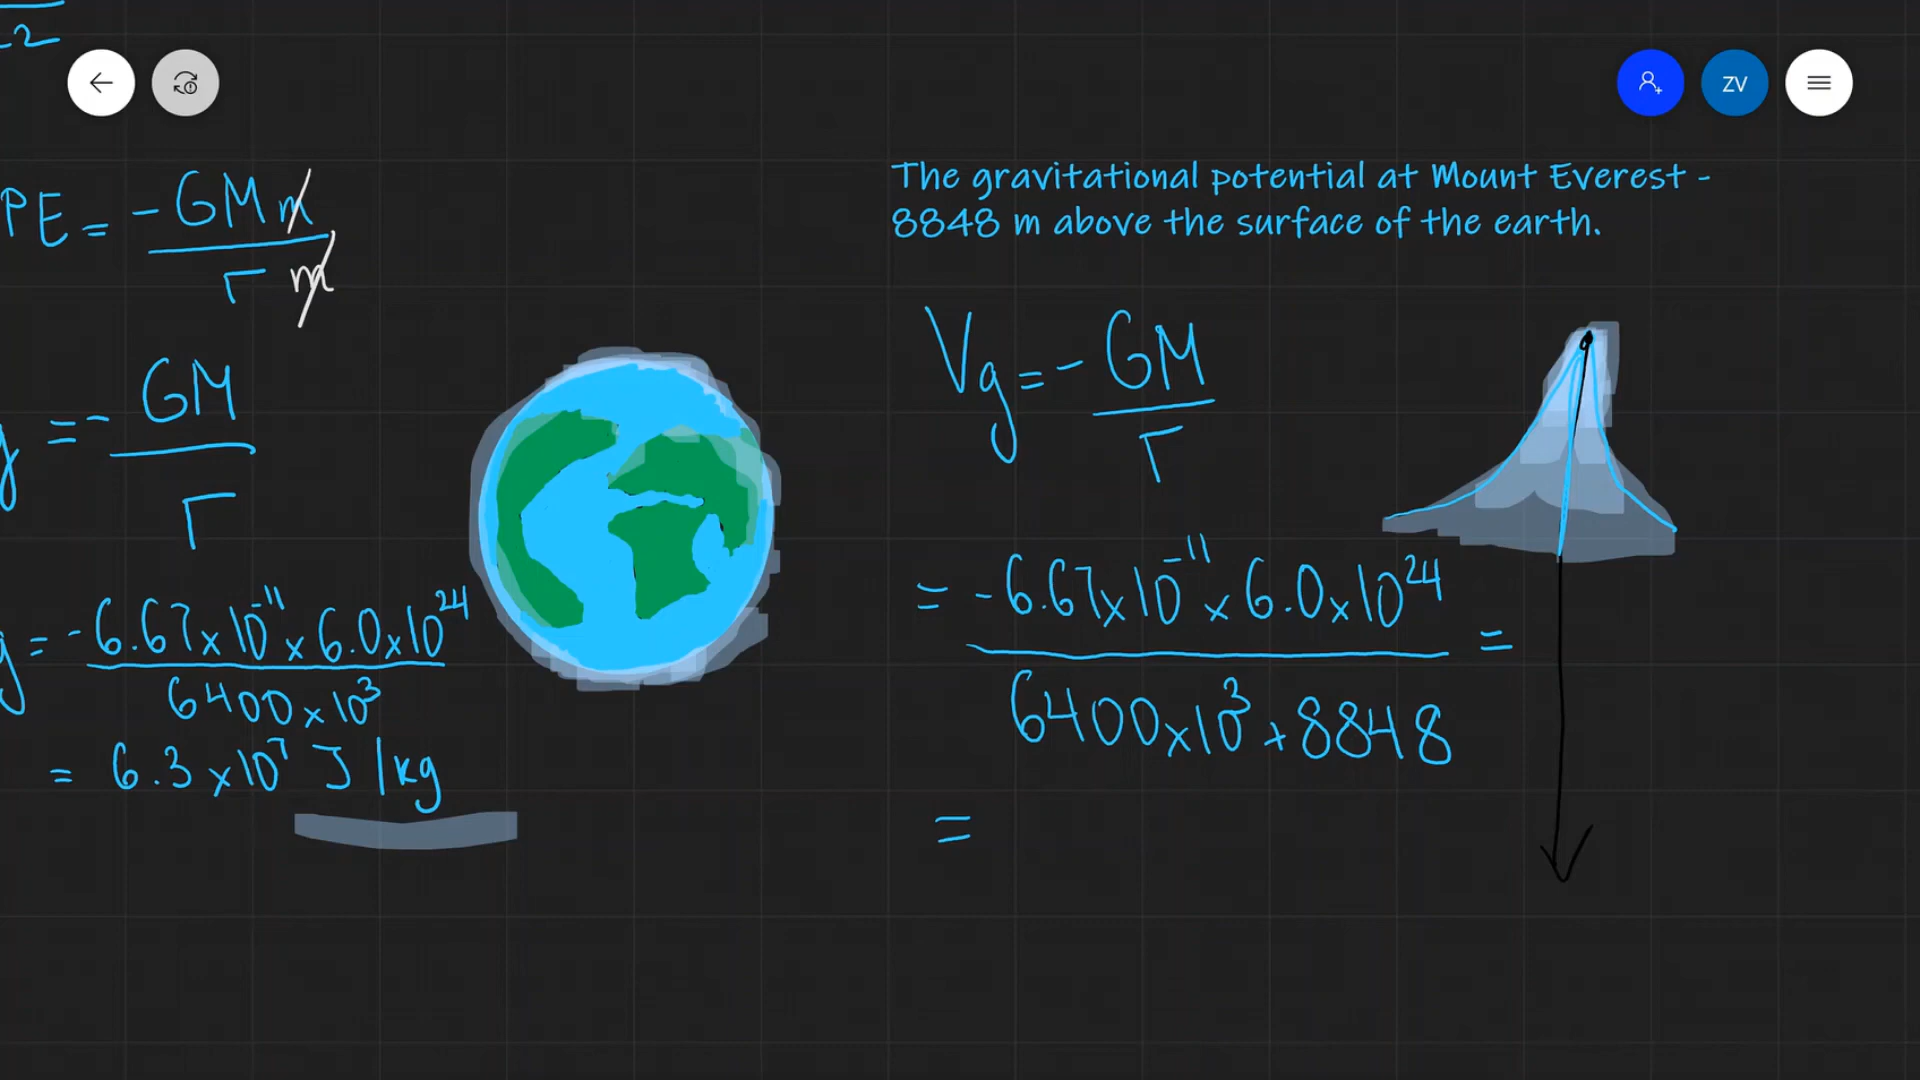 2
ZV
PE = -GMm
rm
g = - GM
r
g = -6.67x10^-11 x 6.0x10^24
6400x10^3
= 6.3x10^7 J/kg
The gravitational potential at Mount Everest -
8848 m above the surface of the earth.
Vg = - GM
r
= -6.67x10^-11 x 6.0x10^24 =
6400x10^3 + 8848
=